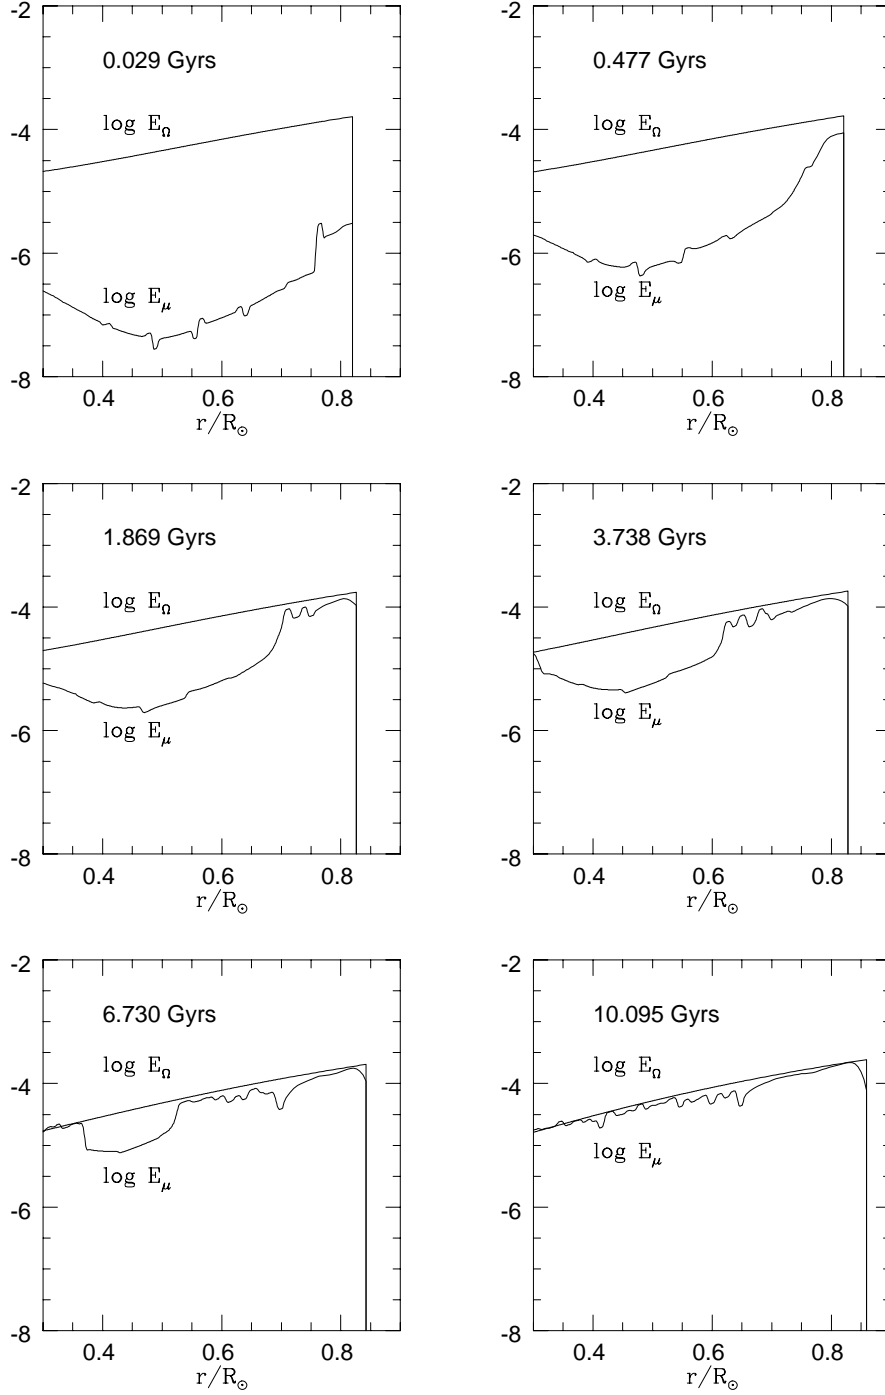 -2
-4
-6
-8
0.029 Gyrs
log E_Ω
log E_μ
0.4 0.6 0.8
r/R_⊙
-2
-4
-6
-8
0.477 Gyrs
log E_Ω
log E_μ
0.4 0.6 0.8
r/R_⊙
-2
-4
-6
-8
1.869 Gyrs
log E_Ω
log E_μ
0.4 0.6 0.8
r/R_⊙
-2
-4
-6
-8
3.738 Gyrs
log E_Ω
log E_μ
0.4 0.6 0.8
r/R_⊙
-2
-4
-6
-8
6.730 Gyrs
log E_Ω
log E_μ
0.4 0.6 0.8
r/R_⊙
-2
-4
-6
-8
10.095 Gyrs
log E_Ω
log E_μ
0.4 0.6 0.8
r/R_⊙